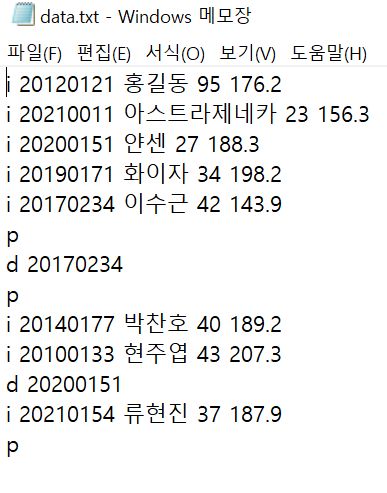 data.txt - Windows 메모장
파일(F) 편집(E) 서식(O) 보기(V) 도움말(H)
i 20120121 홍길동 95 176.2
i 20210011 아스트라제네카 23 156.3
i 20200151 얀센 27 188.3
i 20190171 화이자 34 198.2
i 20170234 이수근 42 143.9
p
d 20170234
p
i 20140177 박찬호 40 189.2
i 20100133 현주엽 43 207.3
d 20200151
i 20210154 류현진 37 187.9
p